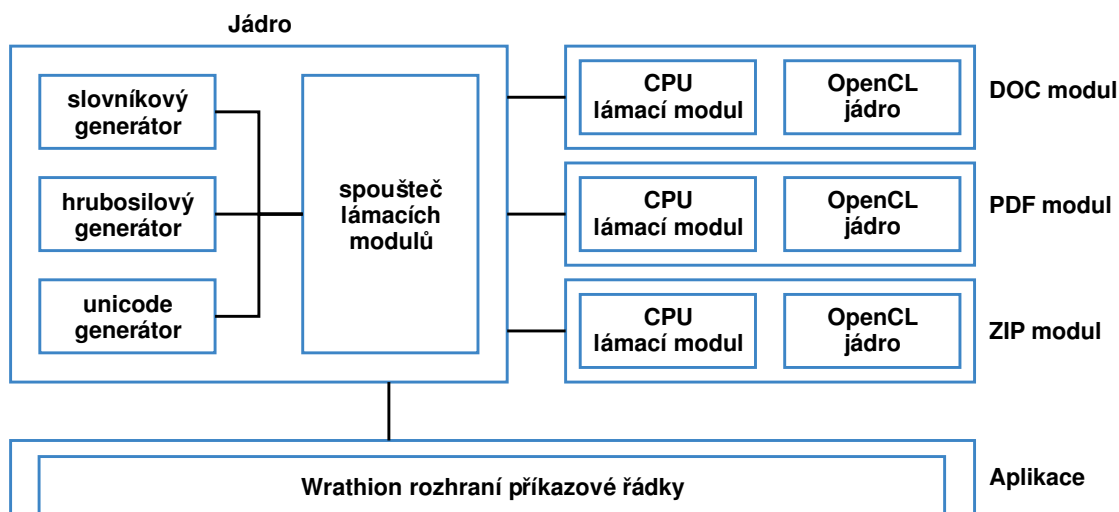 Jádro
slovníkový
generátor
hrubosilový
generátor
unicode
generátor
spoušteč
lámacích
modulů
CPU
lámací modul
OpenCL
jádro
DOC modul
CPU
lámací modul
OpenCL
jádro
PDF modul
CPU
lámací modul
OpenCL
jádro
ZIP modul
Wrathion rozhraní příkazové řádky
Aplikace